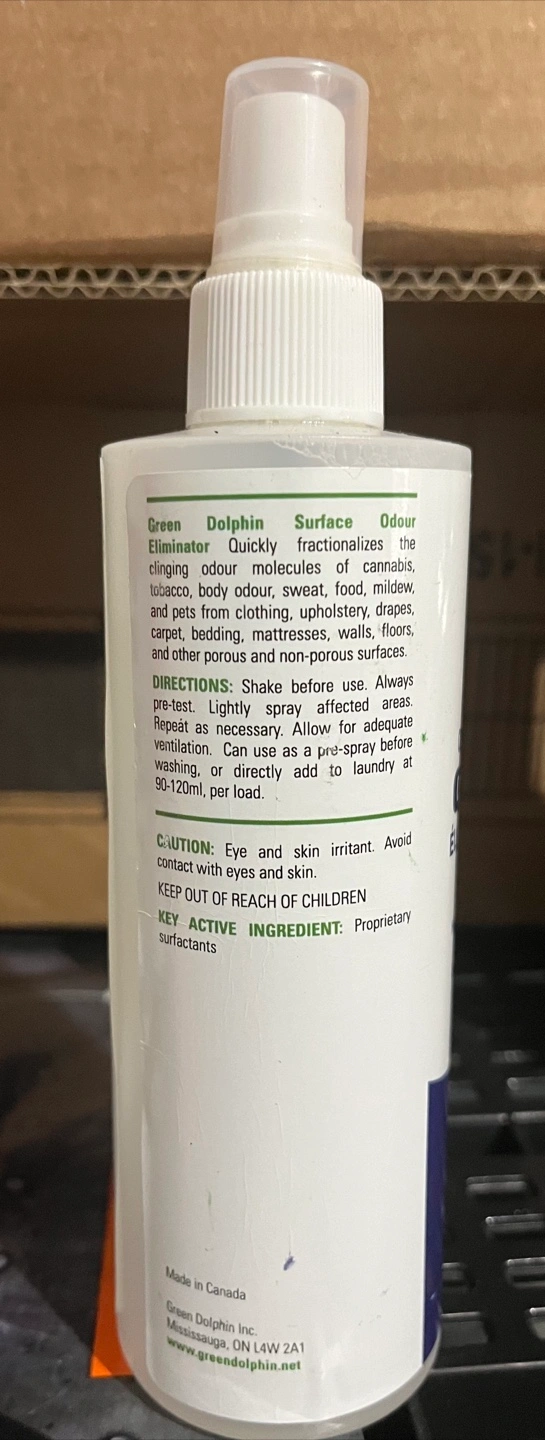 Green Dolphin Surface Odour
Eliminator Quickly fractionalizes the
clinging odour molecules of cannabis,
tobacco, body odour, sweat, food, mildew,
and pets from clothing, upholstery, drapes,
carpet, bedding, mattresses, walls, floors,
and other porous and non-porous surfaces.
DIRECTIONS: Shake before use. Always
pre-test. Lightly spray affected areas.
Repeat as necessary. Allow for adequate
ventilation. Can use as a pre-spray before
washing, or directly add to laundry at
90-120ml, per load.
CAUTION: Eye and skin irritant. Avoid
contact with eyes and skin.
KEEP OUT OF REACH OF CHILDREN
KEY ACTIVE INGREDIENT: Proprietary
surfactants
Made in Canada
Green Dolphin Inc.
Mississauga, ON L4W 2A1
www.greendolphin.net